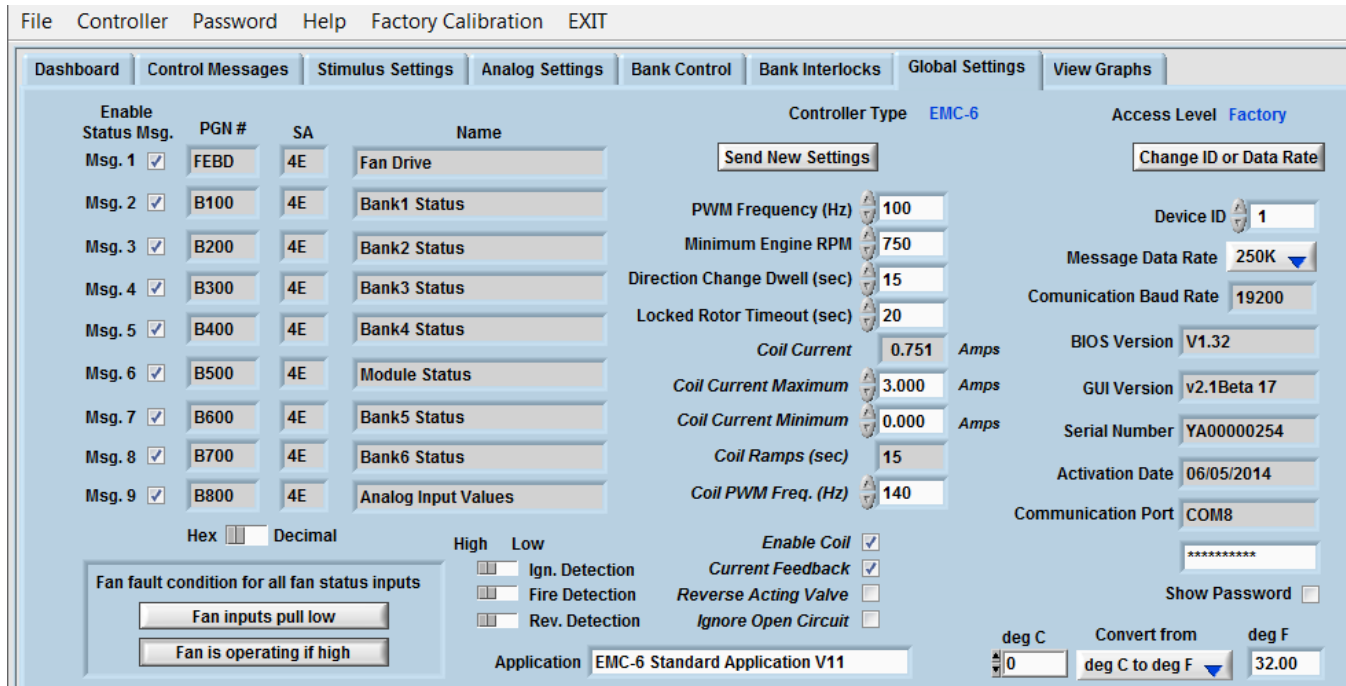 File Controller Password Help Factory Calibration EXIT
Dashboard Control Messages Stimulus Settings Analog Settings Bank Control Bank Interlocks Global Settings View Graphs
Enable
Status Msg. PGN # SA Name
Msg. 1 FEBD 4E Fan Drive
Msg. 2 B100 4E Bank1 Status
Msg. 3 B200 4E Bank2 Status
Msg. 4 B300 4E Bank3 Status
Msg. 5 B400 4E Bank4 Status
Msg. 6 B500 4E Module Status
Msg. 7 B600 4E Bank5 Status
Msg. 8 B700 4E Bank6 Status
Msg. 9 B800 4E Analog Input Values
Hex Decimal
Fan fault condition for all fan status inputs
Fan inputs pull low
Fan is operating if high
High Low
Ign. Detection
Fire Detection
Rev. Detection
Controller Type EMC-6
Send New Settings
PWM Frequency (Hz) 100
Minimum Engine RPM 750
Direction Change Dwell (sec) 15
Locked Rotor Timeout (sec) 20
Coil Current 0.751 Amps
Coil Current Maximum 3.000 Amps
Coil Current Minimum 0.000 Amps
Coil Ramps (sec) 15
Coil PWM Freq. (Hz) 140
Enable Coil
Current Feedback
Reverse Acting Valve
Ignore Open Circuit
Application EMC-6 Standard Application V11
Access Level Factory
Change ID or Data Rate
Device ID 1
Message Data Rate 250K
Comunication Baud Rate 19200
BIOS Version V1.32
GUI Version v2.1Beta 17
Serial Number YA00000254
Activation Date 06/05/2014
Communication Port COM8
**********
Show Password
deg C Convert from deg F
0 deg C to deg F 32.00